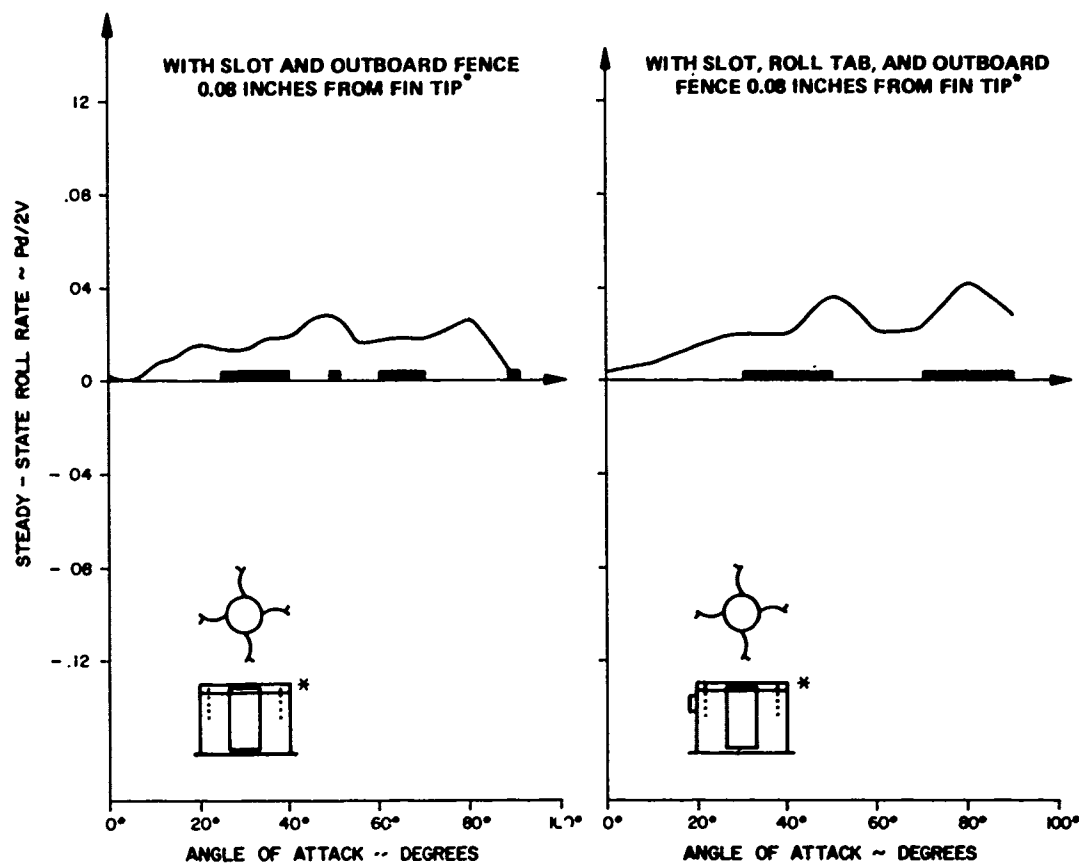 WITH SLOT AND OUTBOARD FENCE
0.08 INCHES FROM FIN TIP*
WITH SLOT, ROLL TAB, AND OUTBOARD
FENCE 0.08 INCHES FROM FIN TIP*
STEADY - STATE ROLL RATE ~ Pd/2V
12
.08
04
0
- 04
- 08
- .12
*
*
0° 20° 40° 60° 80°
0° 20° 40° 60° 80° 100°
ANGLE OF ATTACK -- DEGREES
ANGLE OF ATTACK ~ DEGREES